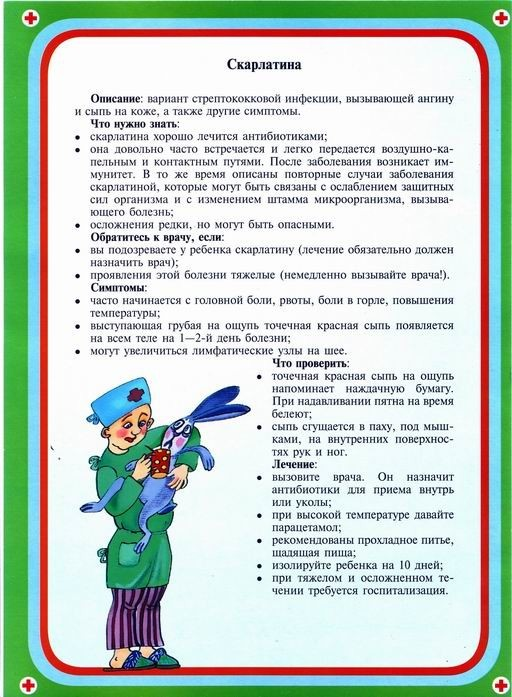 Скарлатина
Описание: вариант стрептококковой инфекции, вызывающей ангину
и сыпь на коже, а также другие симптомы.
Что нужно знать:
• скарлатина хорошо лечится антибиотиками;
• она довольно часто встречается и легко передается воздушно-ка-
пельным и контактным путями. После заболевания возникает им-
мунитет. В то же время описаны повторные случаи заболевания
скарлатиной, которые могут быть связаны с ослаблением защитных
сил организма и с изменением штамма микроорганизма, вызыва-
ющего болезнь;
• осложнения редки, но могут быть опасными.
Обратитесь к врачу, если:
• вы подозреваете у ребенка скарлатину (лечение обязательно должен
назначить врач);
• проявления этой болезни тяжелые (немедленно вызывайте врача!).
Симптомы:
• часто начинается с головной боли, рвоты, боли в горле, повышения
температуры;
• выступающая грубая на ощупь точечная красная сыпь появляется
на всем теле на 1—2-й день болезни;
• могут увеличиться лимфатические узлы на шее.
Что проверить:
• точечная красная сыпь на ощупь
напоминает наждачную бумагу.
При надавливании пятна на время
белеют;
• сыпь сгущается в паху, под мыш-
ками, на внутренних поверхнос-
тях рук и ног.
Лечение:
• вызовите врача. Он назначит
антибиотики для приема внутрь
или уколы;
• при высокой температуре давайте
парацетамол;
• рекомендованы прохладное питье,
щадящая пища;
• изолируйте ребенка на 10 дней;
• при тяжелом и осложненном те-
чении требуется госпитализация.